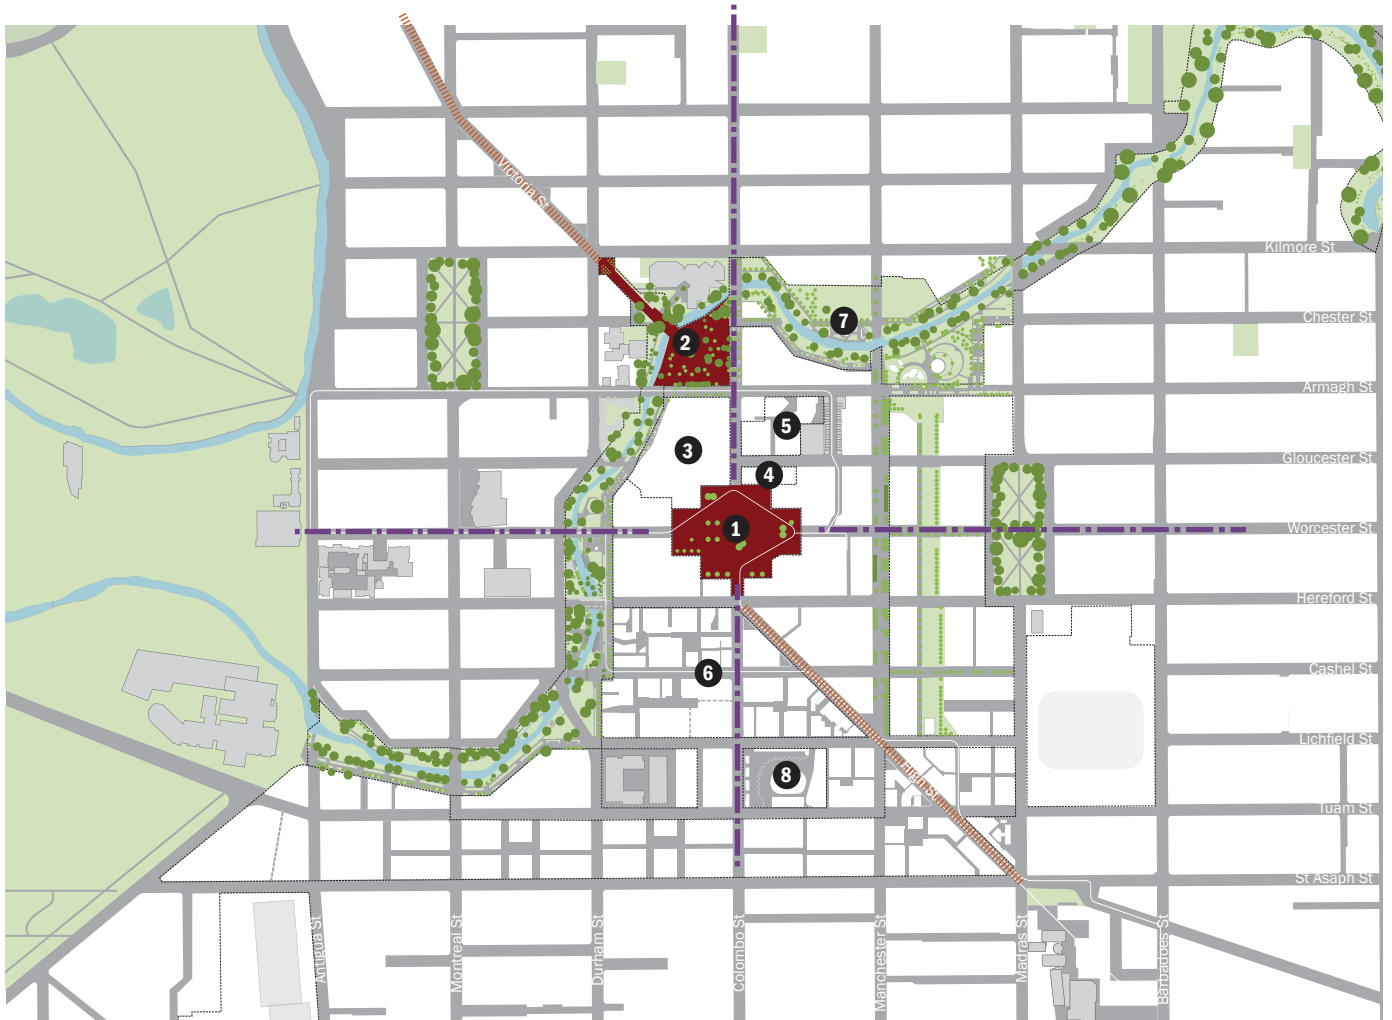 Victoria St
Kilmore St
Chester St
7
2
Armagh St
5
3
Gloucester St
4
1
Worcester St
Hereford St
6
Cashel St
Lichfield St
8
High St
Tuam St
St Asaph St
Antigua St
Montreal St
Durham St
Colombo St
Manchester St
Madras St
Barbadoes St